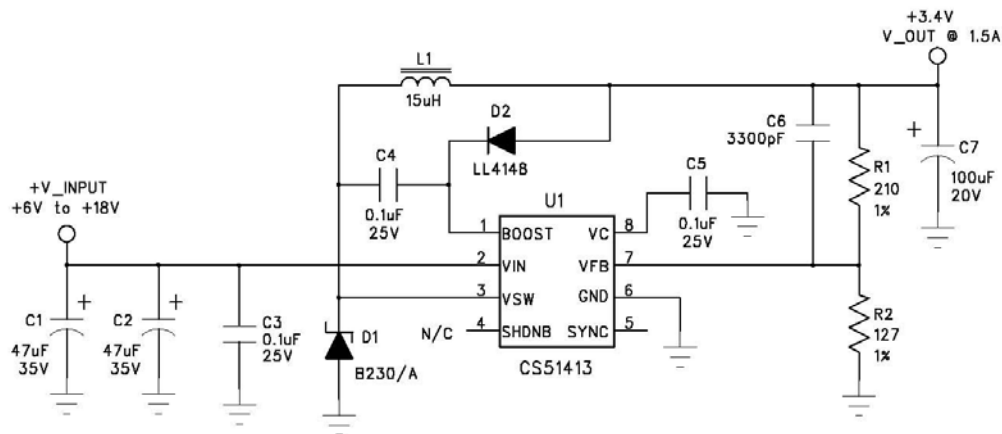 +3.4V
V_OUT @ 1.5A
L1
15uH
D2
LL414B
C6
3300pF
C4
0.1uF
25V
C5
0.1uF
25V
R1
210
1%
+
C7
100uF
20V
+V_INPUT
+6V to +18V
U1
1
BOOST
VC
8
2
VIN
VFB
7
3
VSW
GND
6
N/C
4
SHDNB
SYNC
5
CS51413
C1
+
47uF
35V
C2
+
47uF
35V
C3
0.1uF
25V
D1
B230/A
R2
127
1%